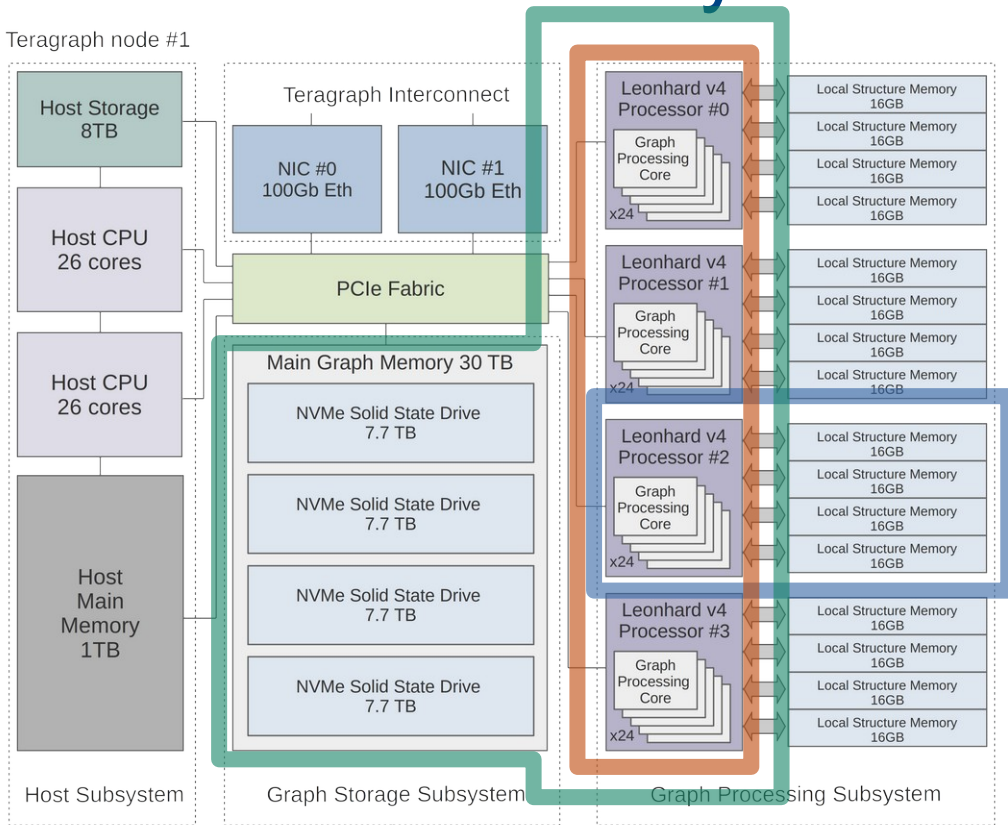 Teragraph node #1
Host Storage
8TB
Host CPU
26 cores
Host CPU
26 cores
Host
Main
Memory
1TB
Host Subsystem
Teragraph Interconnect
NIC #0
100Gb Eth
NIC #1
100Gb Eth
PCIe Fabric
Main Graph Memory 30 TB
NVMe Solid State Drive
7.7 TB
NVMe Solid State Drive
7.7 TB
NVMe Solid State Drive
7.7 TB
NVMe Solid State Drive
7.7 TB
Graph Storage Subsystem
Leonhard v4
Processor #0
Graph
Processing
Core
x24
Local Structure Memory
16GB
Local Structure Memory
16GB
Local Structure Memory
16GB
Local Structure Memory
16GB
Leonhard v4
Processor #1
Graph
Processing
Core
x24
Local Structure Memory
16GB
Local Structure Memory
16GB
Local Structure Memory
16GB
Local Structure Memory
16GB
Leonhard v4
Processor #2
Graph
Processing
Core
x24
Local Structure Memory
16GB
Local Structure Memory
16GB
Local Structure Memory
16GB
Local Structure Memory
16GB
Leonhard v4
Processor #3
Graph
Processing
Core
x24
Local Structure Memory
16GB
Local Structure Memory
16GB
Local Structure Memory
16GB
Local Structure Memory
16GB
Graph Processing Subsystem